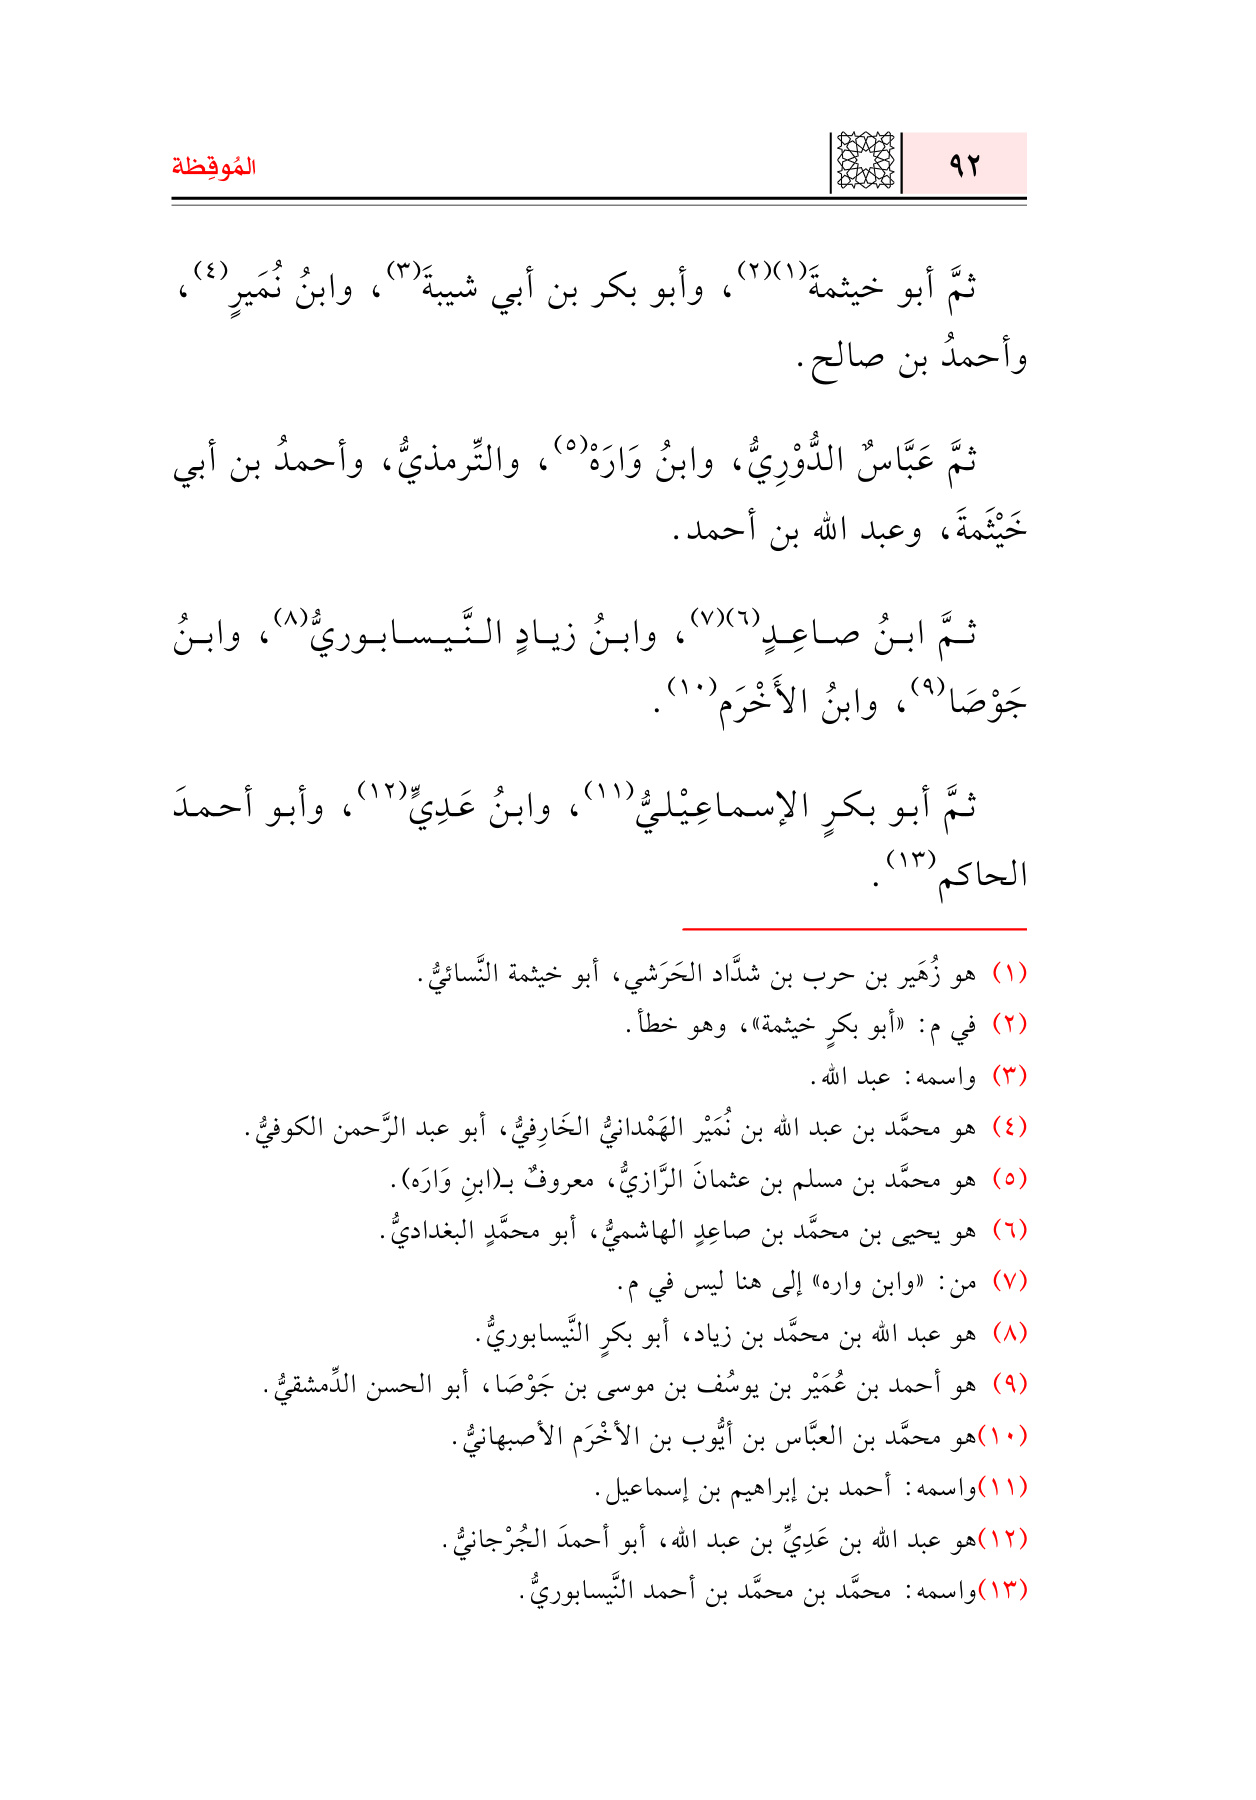 ٩٢
المُوقِظة
ثمَّ أبو خيثمةَ(١)(٢)، وأبو بكر بن أبي شيبةَ(٣)، وابنُ نُمَيرٍ(٤)،
وأحمدُ بن صالح.
ثمَّ عَبَّاسٌ الدُّوْرِيُّ، وابنُ وَارَهْ(٥)، والتِّرمذيُّ، وأحمدُ بن أبي
خَيْثَمةَ، وعبد الله بن أحمد.
ثمَّ ابنُ صاعِدٍ(٦)(٧)، وابنُ زيادٍ النَّيسابوريُّ(٨)، وابنُ
جَوْصَا(٩)، وابنُ الأَخْرَم(١٠).
ثمَّ أبو بكرٍ الإسماعِيْليُّ(١١)، وابنُ عَدِيٍّ(١٢)، وأبو أحمدَ
الحاكم(١٣).
(١) هو زُهَير بن حرب بن شدَّاد الحَرَشي، أبو خيثمة النَّسائيُّ.
(٢) في م: «أبو بكرٍ خيثمة»، وهو خطأ.
(٣) واسمه: عبد الله.
(٤) هو محمَّد بن عبد الله بن نُمَيْر الهَمْدانيُّ الخَارِفيُّ، أبو عبد الرَّحمن الكوفيُّ.
(٥) هو محمَّد بن مسلم بن عثمانَ الرَّازيُّ، معروفٌ بـ(ابنِ وَارَه).
(٦) هو يحيى بن محمَّد بن صاعِدٍ الهاشميُّ، أبو محمَّدٍ البغداديُّ.
(٧) من: «وابن واره» إلى هنا ليس في م.
(٨) هو عبد الله بن محمَّد بن زياد، أبو بكرٍ النَّيسابوريُّ.
(٩) هو أحمد بن عُمَيْر بن يوسُف بن موسى بن جَوْصَا، أبو الحسن الدِّمشقيُّ.
(١٠)هو محمَّد بن العبَّاس بن أيُّوب بن الأخْرَم الأصبهانيُّ.
(١١)واسمه: أحمد بن إبراهيم بن إسماعيل.
(١٢)هو عبد الله بن عَدِيِّ بن عبد الله، أبو أحمدَ الجُرْجانيُّ.
(١٣)واسمه: محمَّد بن محمَّد بن أحمد النَّيسابوريُّ.